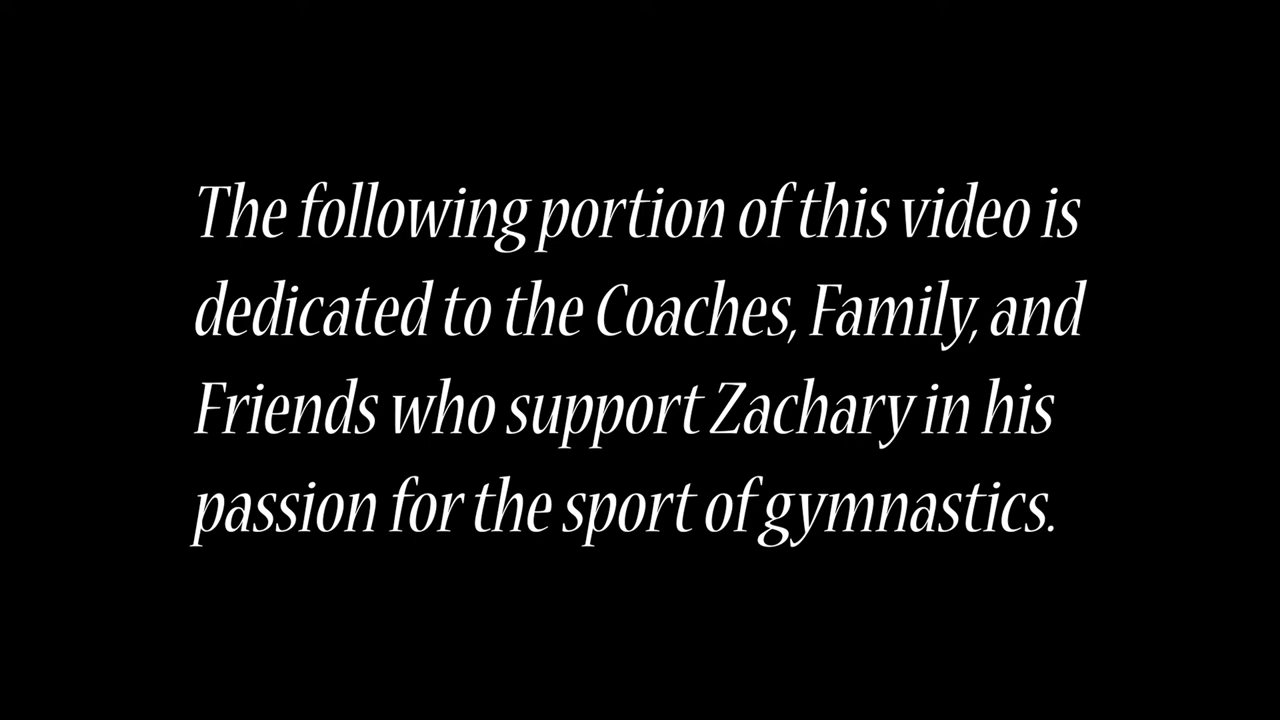 The following portion of this video is
dedicated to the Coaches, Family, and
Friends who support Zachary in his
passion for the sport of gymnastics.